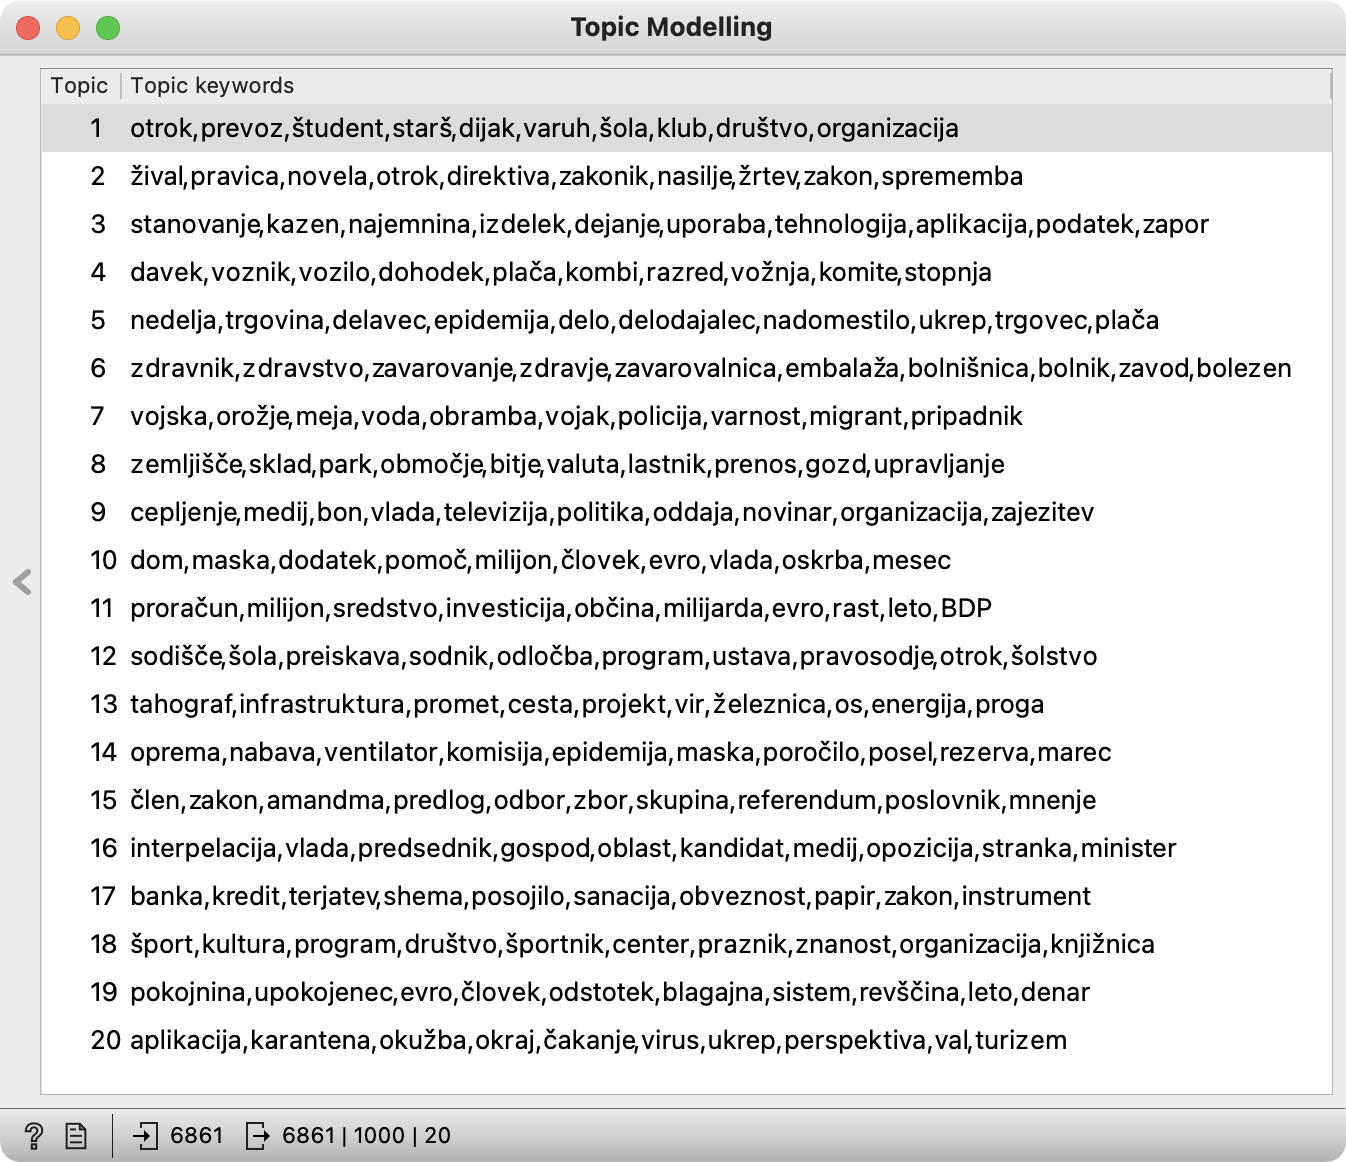 Topic Modelling
Topic Topic keywords
1 otrok,prevoz,študent,starš,dijak,varuh,šola,klub,društvo,organizacija
2 žival,pravica,novela,otrok,direktiva,zakonik,nasilje,žrtev,zakon,sprememba
3 stanovanje,kazen,najemnina,izdelek,dejanje,uporaba,tehnologija,aplikacija,podatek,zapor
4 davek,voznik,vozilo,dohodek,plača,kombi,razred,vožnja,komite,stopnja
5 nedelja,trgovina,delavec,epidemija,delo,delodajalec,nadomestilo,ukrep,trgovec,plača
6 zdravnik,zdravstvo,zavarovanje,zdravje,zavarovalnica,embalaža,bolnišnica,bolnik,zavod,bolezen
7 vojska,orožje,meja,voda,obramba,vojak,policija,varnost,migrant,pripadnik
8 zemljišče,sklad,park,območje,bitje,valuta,lastnik,prenos,gozd,upravljanje
9 cepljenje,medij,bon,vlada,televizija,politika,oddaja,novinar,organizacija,zajezitev
10 dom,maska,dodatek,pomoč,milijon,človek,evro,vlada,oskrba,mesec
11 proračun,milijon,sredstvo,investicija,občina,milijarda,evro,rast,leto,BDP
12 sodišče,šola,preiskava,sodnik,odločba,program,ustava,pravosodje,otrok,šolstvo
13 tahograf,infrastruktura,promet,cesta,projekt,vir,železnica,os,energija,proga
14 oprema,nabava,ventilator,komisija,epidemija,maska,poročilo,posel,rezerva,marec
15 člen,zakon,amandma,predlog,odbor,zbor,skupina,referendum,poslovnik,mnenje
16 interpelacija,vlada,predsednik,gospod,oblast,kandidat,medij,opozicija,stranka,minister
17 banka,kredit,terjatev,shema,posojilo,sanacija,obveznost,papir,zakon,instrument
18 šport,kultura,program,društvo,športnik,center,praznik,znanost,organizacija,knjižnica
19 pokojnina,upokojenec,evro,človek,odstotek,blagajna,sistem,revščina,leto,denar
20 aplikacija,karantena,okužba,okraj,čakanje,virus,ukrep,perspektiva,val,turizem
? 6861 6861 | 1000 | 20